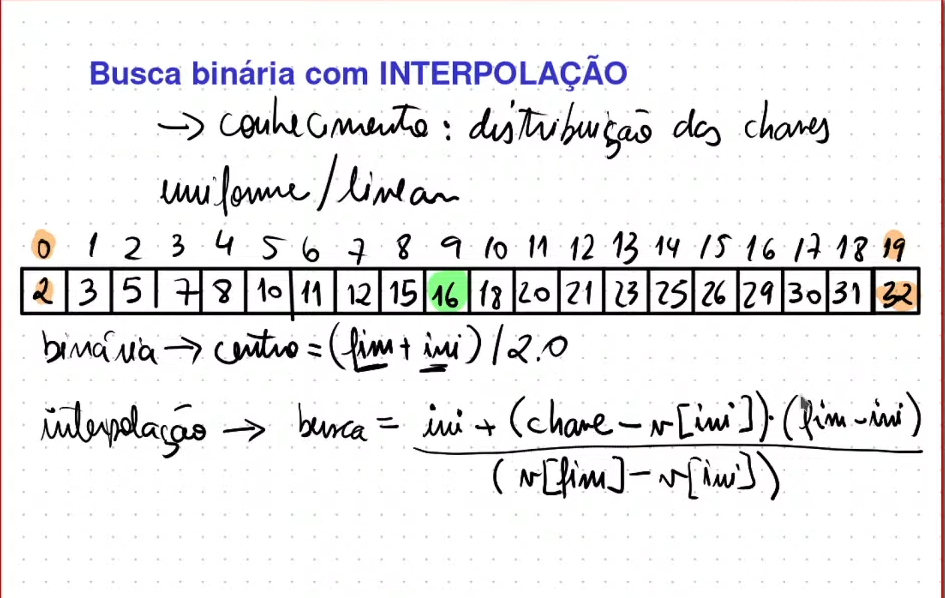 Busca binária com INTERPOLAÇÃO
→ conhecimento: distribuição das chaves
uniforme/linear
0 1 2 3 4 5 6 7 8 9 10 11 12 13 14 15 16 17 18 19
2 3 5 7 8 10 11 12 15 16 18 20 21 23 25 26 29 30 31 32
binária → centro = (fim + ini) / 2.0
interpolação → busca = ini + (chave - v[ini]) · (fim - ini)
(v[fim] - v[ini])